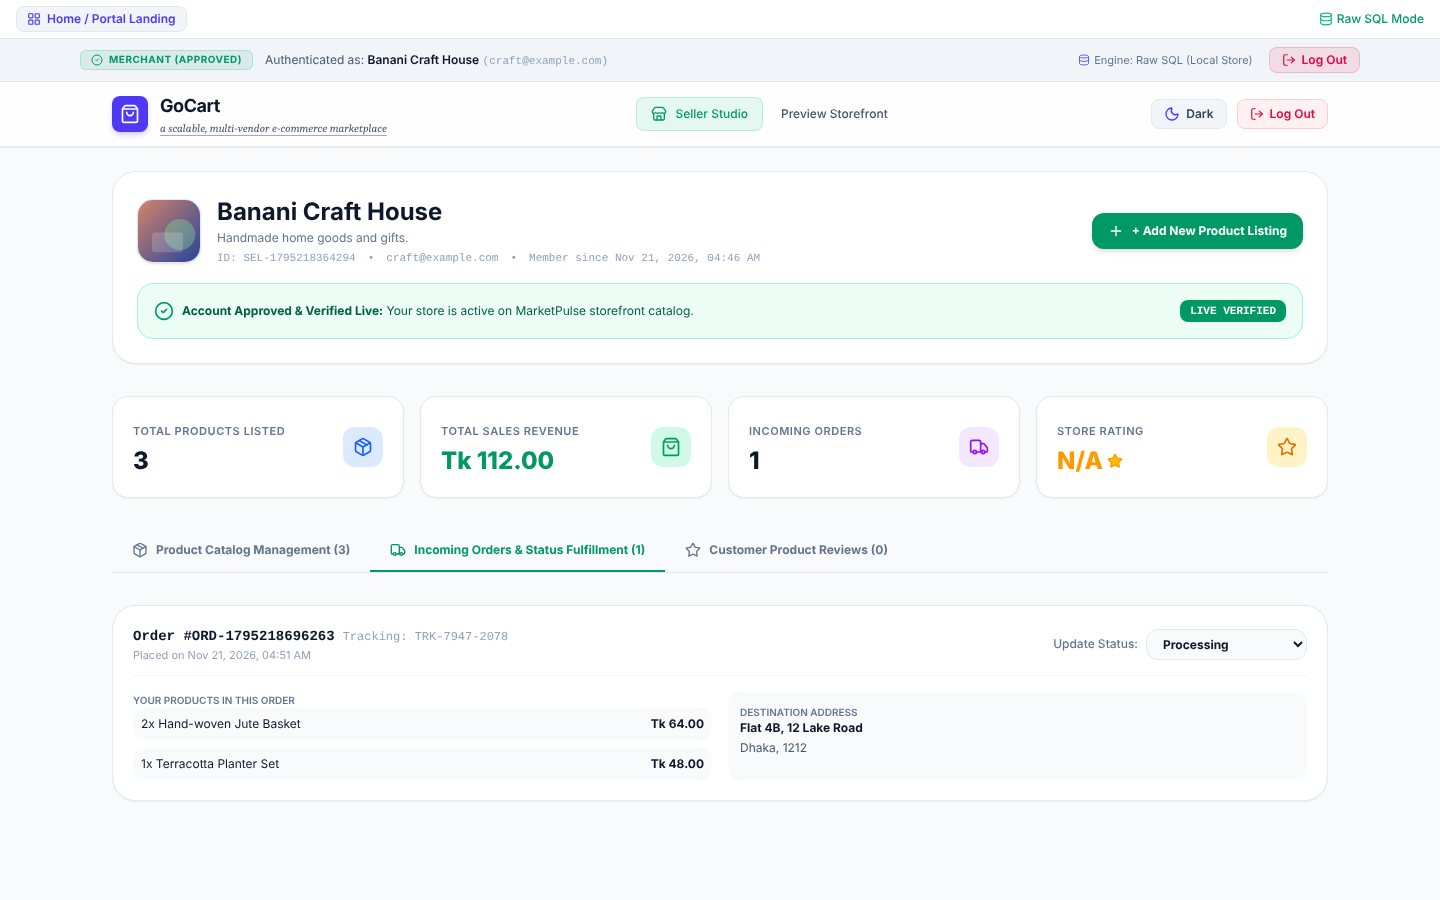 Home / Portal Landing
Raw SQL Mode
MERCHANT (APPROVED)
Authenticated as: Banani Craft House (craft@example.com)
Engine: Raw SQL (Local Store)
Log Out
GoCart
a scalable, multi-vendor e-commerce marketplace
Seller Studio
Preview Storefront
Dark
Log Out
Banani Craft House
Handmade home goods and gifts.
ID: SEL-1795218364294 • craft@example.com • Member since Nov 21, 2026, 04:46 AM
+ Add New Product Listing
Account Approved & Verified Live: Your store is active on MarketPulse storefront catalog.
LIVE VERIFIED
TOTAL PRODUCTS LISTED
3
TOTAL SALES REVENUE
Tk 112.00
INCOMING ORDERS
1
STORE RATING
N/A
Product Catalog Management (3)
Incoming Orders & Status Fulfillment (1)
Customer Product Reviews (0)
Order #ORD-1795218696263 Tracking: TRK-7947-2078
Placed on Nov 21, 2026, 04:51 AM
Update Status:
Processing
YOUR PRODUCTS IN THIS ORDER
2x Hand-woven Jute Basket
Tk 64.00
1x Terracotta Planter Set
Tk 48.00
DESTINATION ADDRESS
Flat 4B, 12 Lake Road
Dhaka, 1212